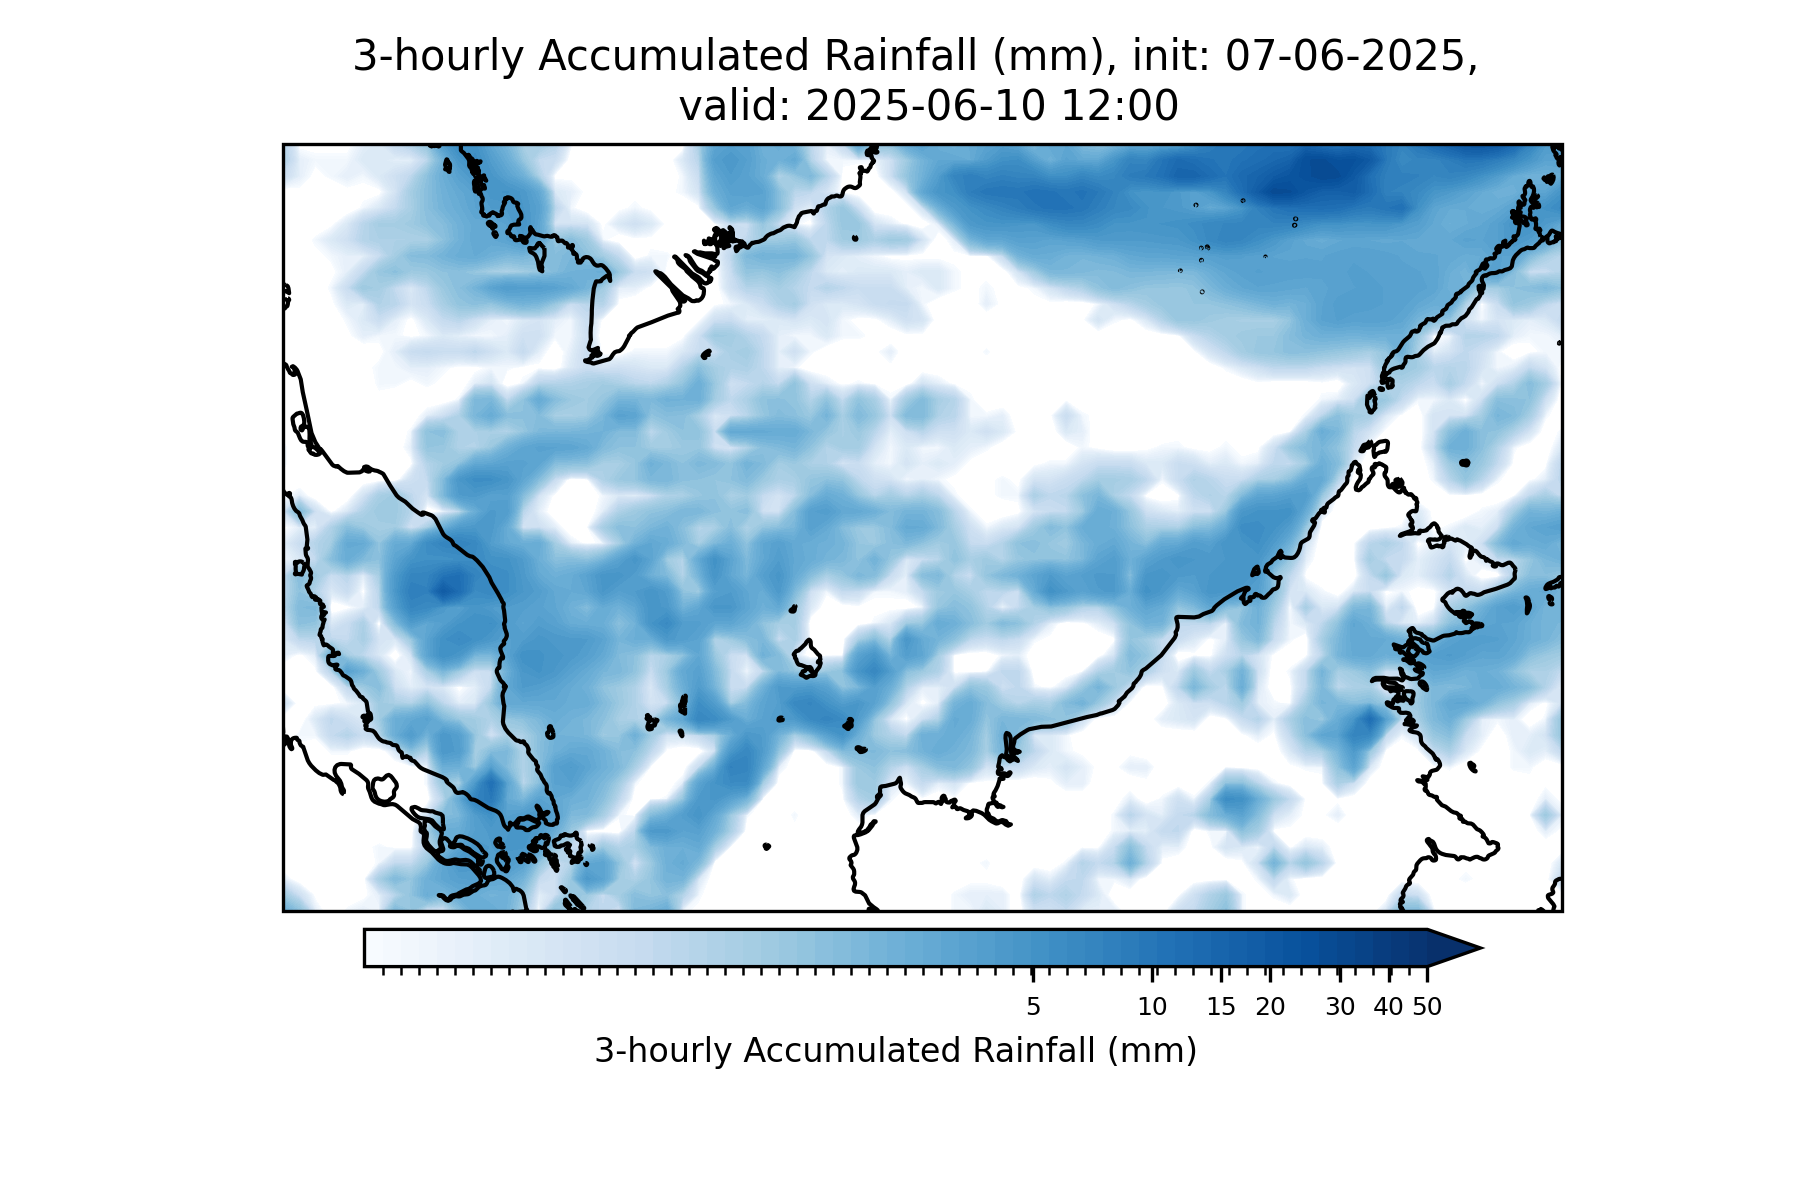 3-hourly Accumulated Rainfall (mm), init: 07-06-2025,
valid: 2025-06-10 12:00
5 10 15 20 30 40 50
3-hourly Accumulated Rainfall (mm)